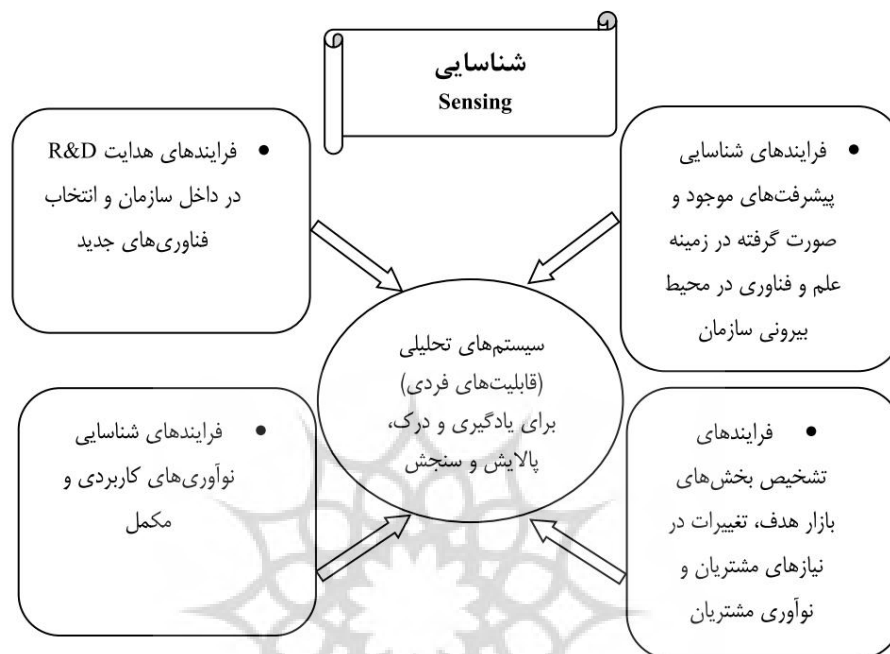 شناسایی
Sensing
• فرایندهای شناسایی
پیشرفت‌های موجود و
صورت گرفته در زمینه
علم و فناوری در محیط
بیرونی سازمان
• فرایندهای هدایت R&D
در داخل سازمان و انتخاب
فناوری‌های جدید
سیستم‌های تحلیلی
(قابلیت‌های فردی)
برای یادگیری و درک،
پالایش و سنجش
• فرایندهای
تشخیص بخش‌های
بازار هدف، تغییرات در
نیازهای مشتریان و
نوآوری مشتریان
• فرایندهای شناسایی
نوآوری‌های کاربردی و
مکمل